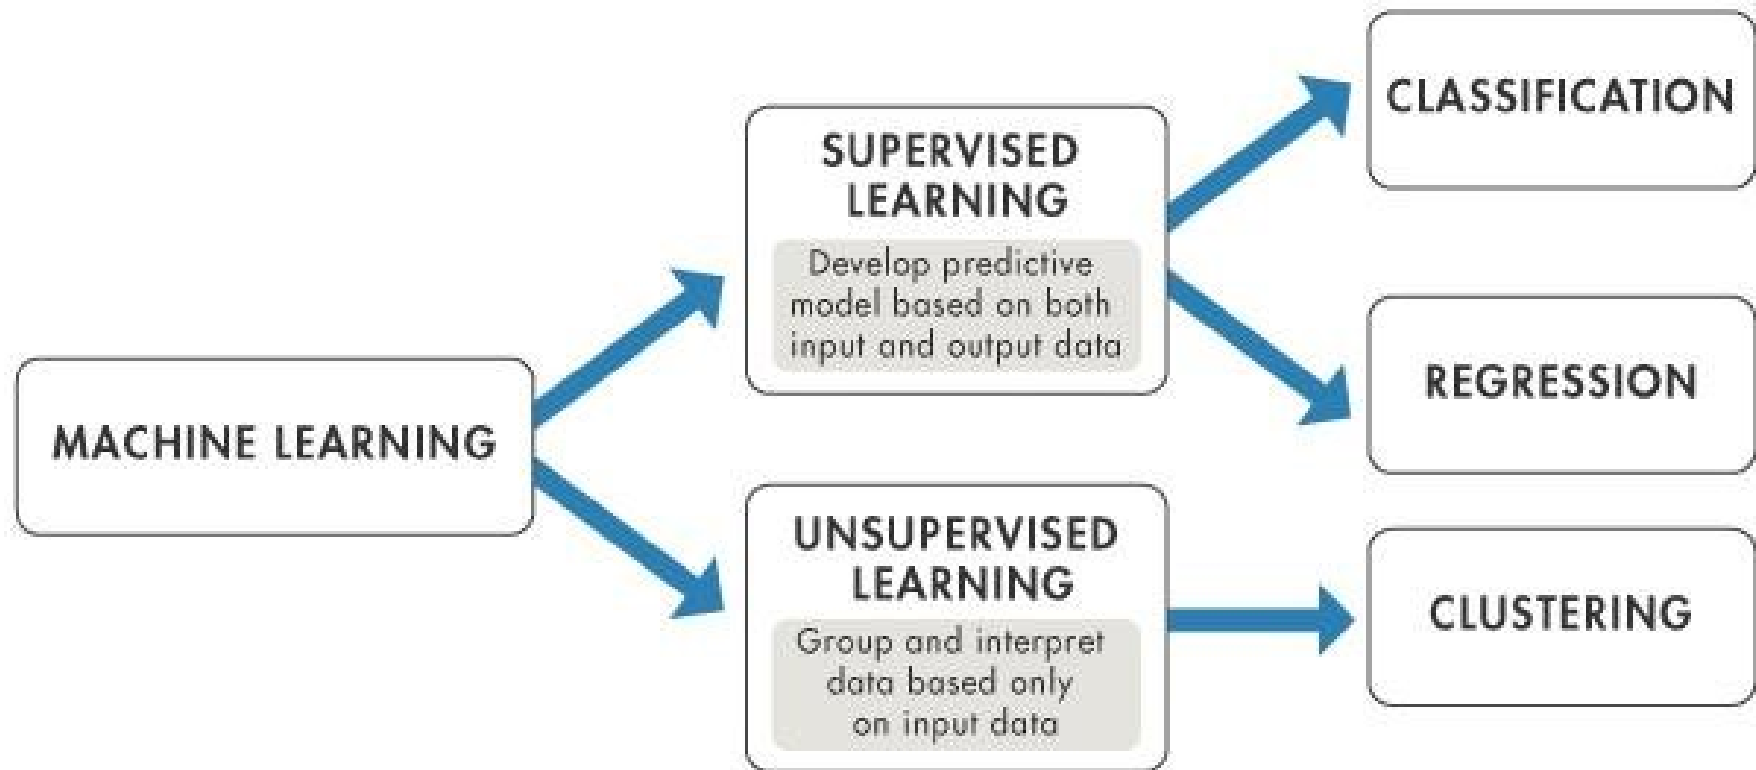 MACHINE LEARNING
SUPERVISED
LEARNING
Develop predictive
model based on both
input and output data
UNSUPERVISED
LEARNING
Group and interpret
data based only
on input data
CLASSIFICATION
REGRESSION
CLUSTERING